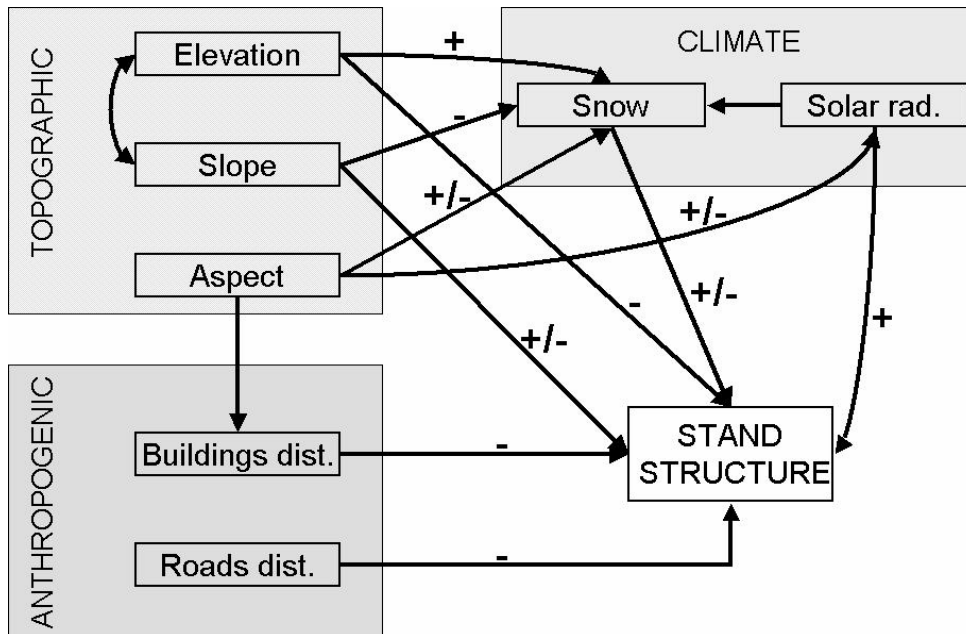 TOPOGRAPHIC
Elevation
Slope
Aspect
CLIMATE
Snow
Solar rad.
+
-
+/-
+/-
+/-
-
+/-
+
ANTHROPOGENIC
Buildings dist.
-
Roads dist.
-
STAND
STRUCTURE